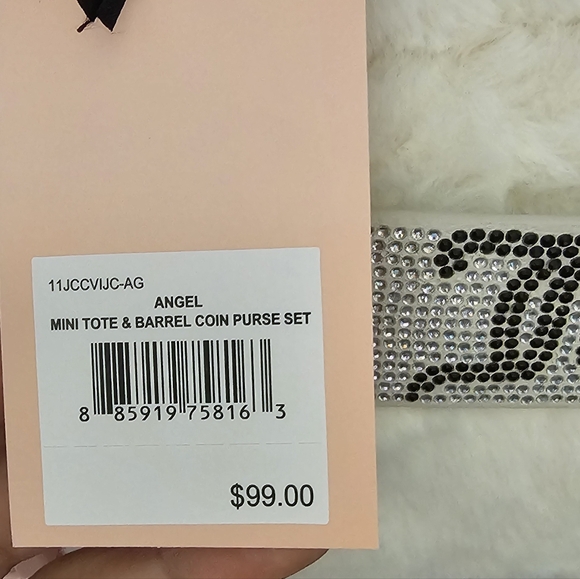 11JCCVIJC-AG
ANGEL
MINI TOTE & BARREL COIN PURSE SET
8 85919 75816 3
$99.00